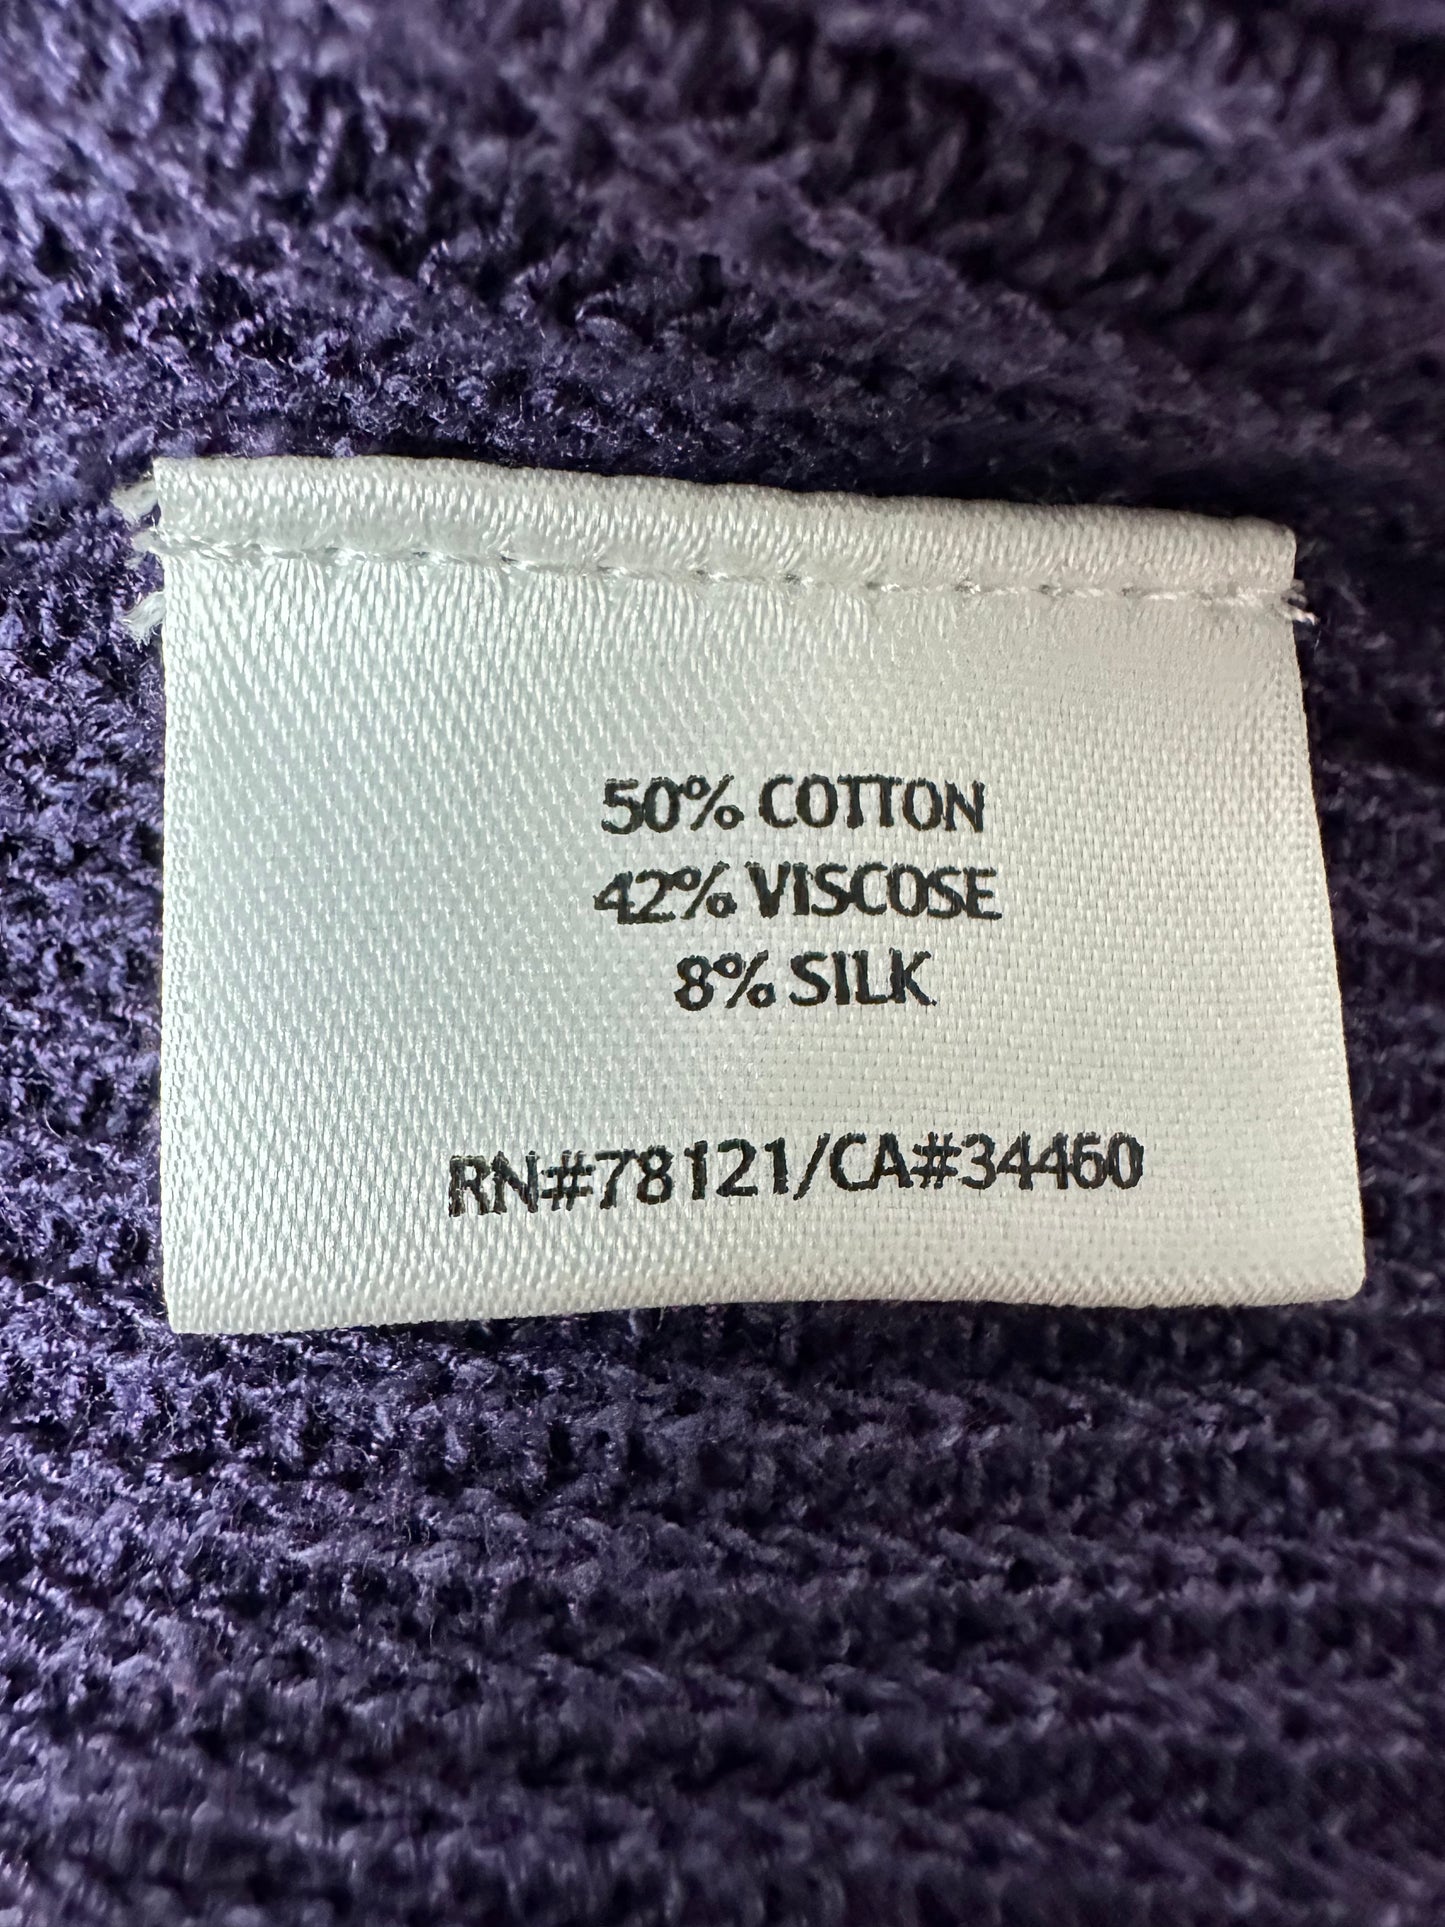 50% COTTON
42% VISCOSE
8% SILK
RN#78121/CA#34460